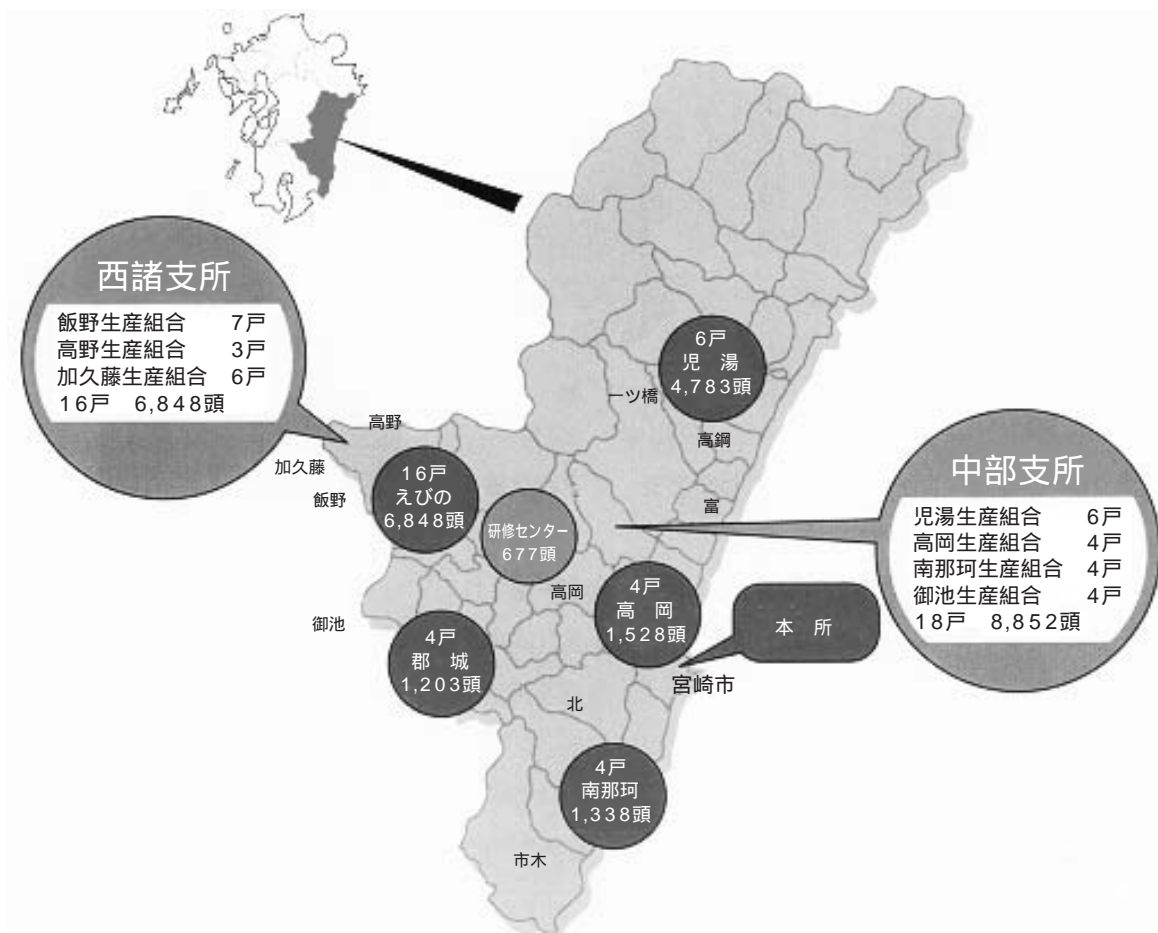 西諸支所
飯野生産組合 7戸
高野生産組合 3戸
加久藤生産組合 6戸
16戸 6,848頭
6戸
児 湯
4,783頭
一ツ橋
高鋼
高野
加久藤
飯野
16戸
えびの
6,848頭
研修センター
677頭
富
中部支所
児湯生産組合 6戸
高岡生産組合 4戸
南那珂生産組合 4戸
御池生産組合 4戸
18戸 8,852頭
高岡
4戸
高 岡
1,528頭
本 所
宮崎市
御池
4戸
郡 城
1,203頭
北
4戸
南那珂
1,338頭
市木